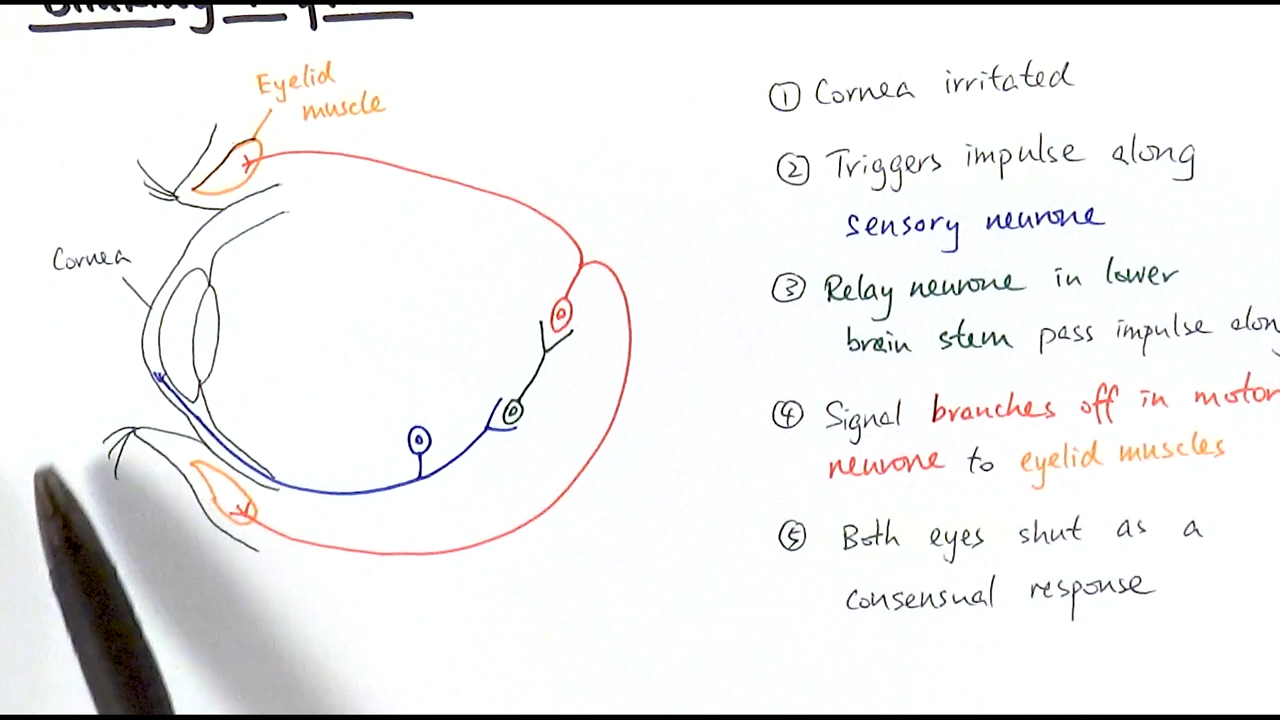 Eyelid
muscle
Cornea
① Cornea irritated
② Triggers impulse along
sensory neurone
③ Relay neurone in lower
brain stem pass impulse
④ Signal branches off in motor
neurone to eyelid muscles
⑤ Both eyes shut as a
consensual response